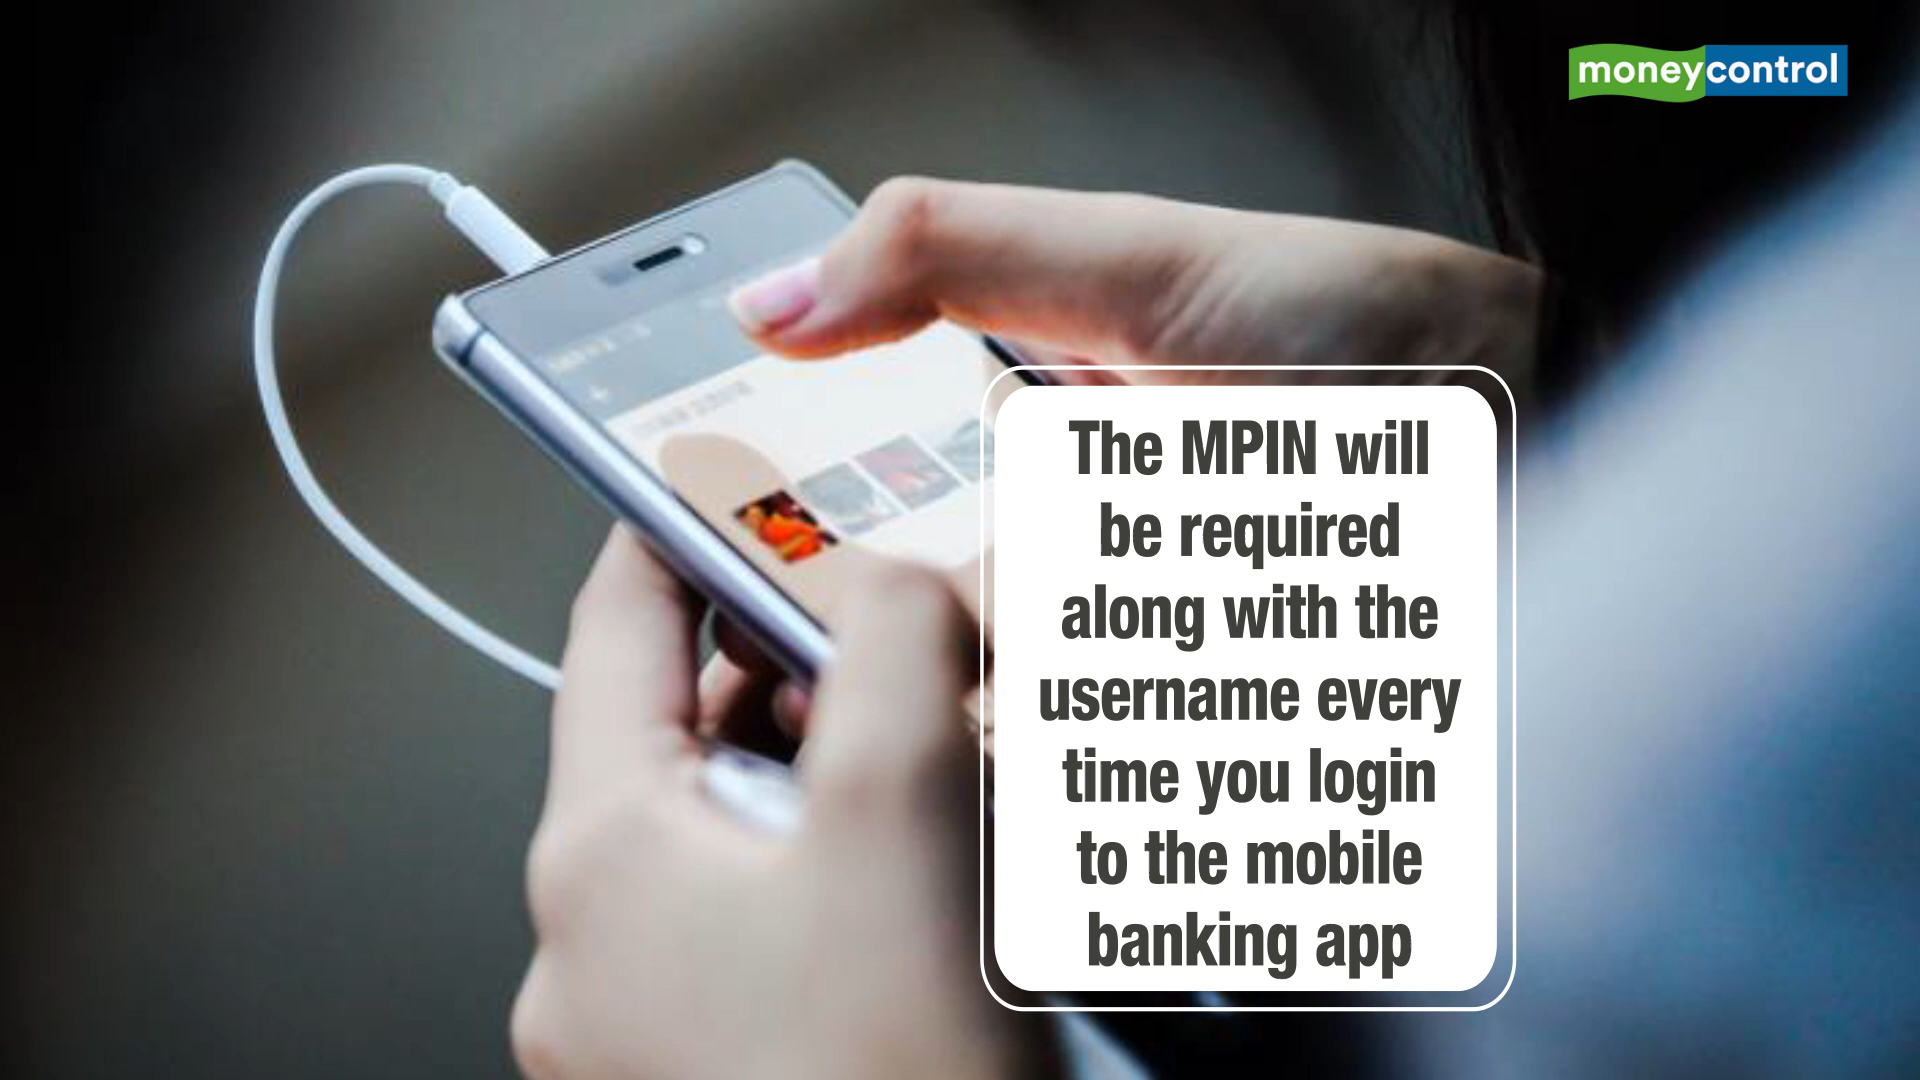 moneycontrol
The MPIN will
be required
along with the
username every
time you login
to the mobile
banking app